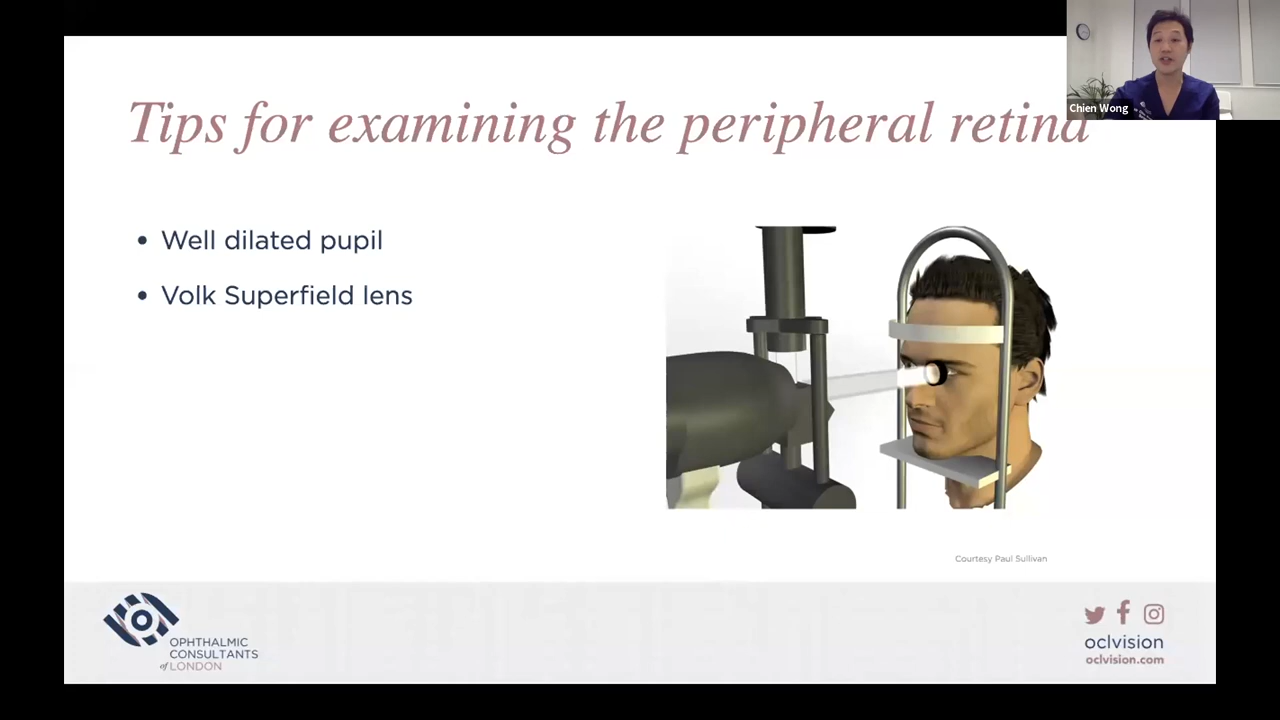 Tips for examining the peripheral retina
Chien Wong
• Well dilated pupil
• Volk Superfield lens
Courtesy Paul Sullivan
OPHTHALMIC
CONSULTANTS
of LONDON
oclvision
oclvision.com